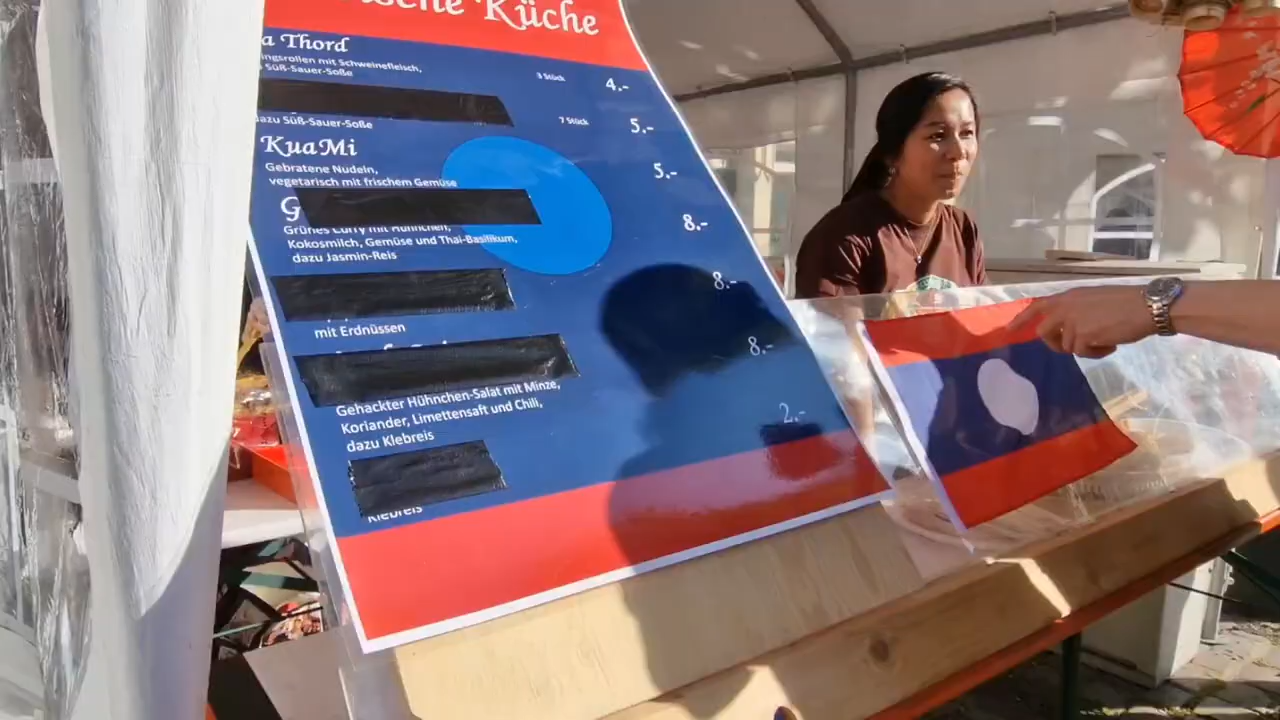 Küche
Thord
mit Schweinefleisch,
Süß-Sauer-Soße
3 Stück
4.-
dazu Süß-Sauer-Soße
7 Stück
5.-
KuaMi
5.-
Gebratene Nudeln,
vegetarisch mit frischem Gemüse
8.-
Grünes Curry mit Hühnchen,
Kokosmilch, Gemüse und Thai-Basilikum,
dazu Jasmin-Reis
8.-
mit Erdnüssen
8.-
Gehackter Hühnchen-Salat mit Minze,
Koriander, Limettensaft und Chili,
dazu Klebreis
2.-
Klebreis